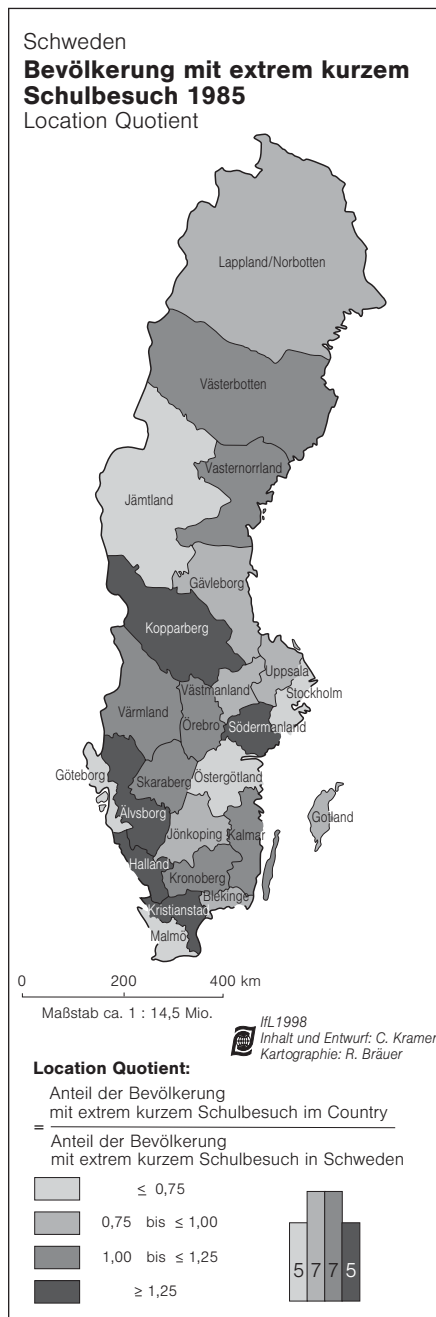 Schweden
Bevölkerung mit extrem kurzem
Schulbesuch 1985
Location Quotient
Lappland/Norbotten
Västerbotten
Vasternorrland
Jämtland
Gävleborg
Kopparberg
Uppsala
Västmanland
Stockholm
Värmland
Örebro
Södermanland
Göteborg
Skaraberg
Östergötland
Älvsborg
Gotland
Jönkoping
Kalmar
Halland
Kronoberg
Blekinge
Kristianstad
Malmö
0 200 400 km
Maßstab ca. 1 : 14,5 Mio.
IfL1998
Inhalt und Entwurf: C. Kramer
Kartographie: R. Bräuer
Location Quotient:
Anteil der Bevölkerung
mit extrem kurzem Schulbesuch im Country
=
Anteil der Bevölkerung
mit extrem kurzem Schulbesuch in Schweden
≤ 0,75
0,75 bis ≤ 1,00
1,00 bis ≤ 1,25
≥ 1,25
5 7 7 5